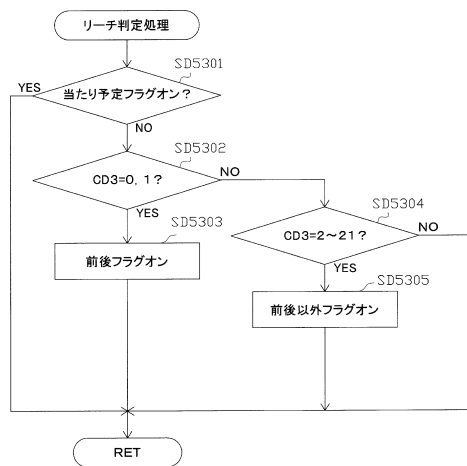 リーチ判定処理
SD5301
当たり予定フラグオン？
YES
NO
SD5302
CD3=0, 1?
NO
YES
SD5303
前後フラグオン
SD5304
CD3=2～21?
NO
YES
SD5305
前後以外フラグオン
RET